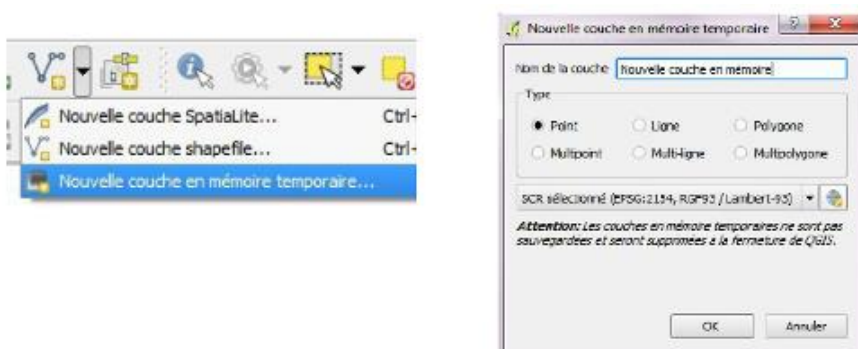 Nouvelle couche SpatiaLite... Ctrl+
Nouvelle couche shapefile... Ctrl+
Nouvelle couche en mémoire temporaire...
Nouvelle couche en mémoire temporaire
Nom de la couche Nouvelle couche en mémoire
Type
Point Ligne Polygone
Multipoint Multi-ligne Multipolygone
SCR sélectionné (EPSG:2154, RGF93 / Lambert-93)
Attention: Les couches en mémoire temporaires ne sont pas
sauvegardées et seront supprimées à la fermeture de QGIS.
OK Annuler